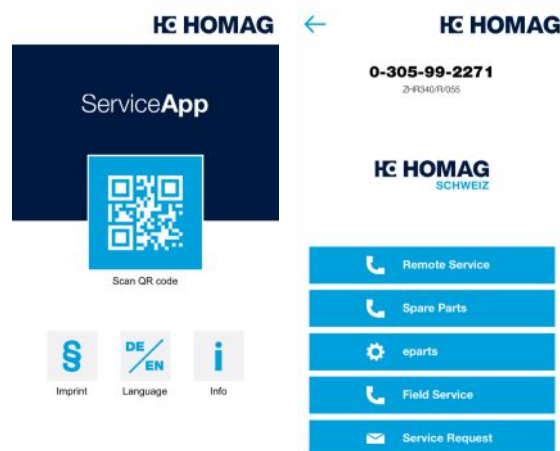 HOMAG
ServiceApp
Scan QR code
§
DE/EN
i
Imprint
Language
Info
HOMAG
0-305-99-2271
ZHR340/R/055
HOMAG
SCHWEIZ
Remote Service
Spare Parts
eparts
Field Service
Service Request